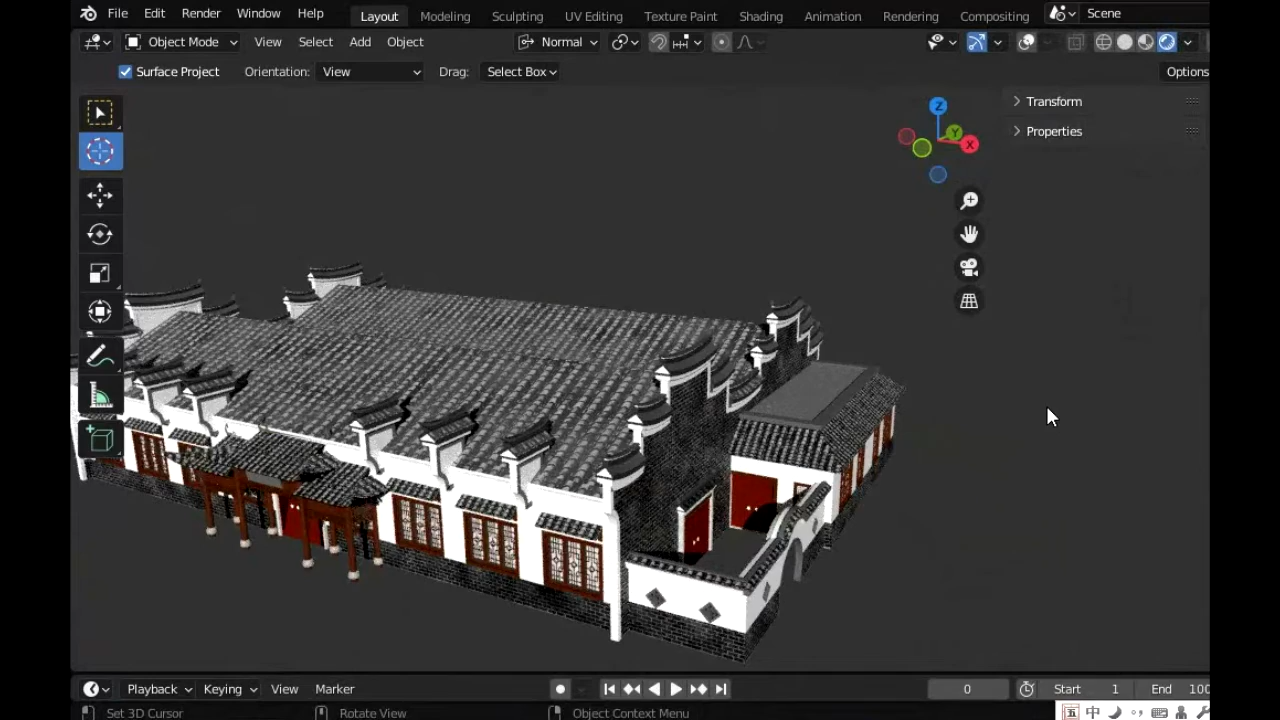 File Edit Render Window Help Layout Modeling Sculpting UV Editing Texture Paint Shading Animation Rendering Compositing Scene
Object Mode View Select Add Object Normal
Surface Project Orientation: View Drag: Select Box Options
Z
Y
X
Transform
Properties
Playback Keying View Marker 0 Start 1 End 100
Set 3D Cursor Rotate View Object Context Menu
五 中